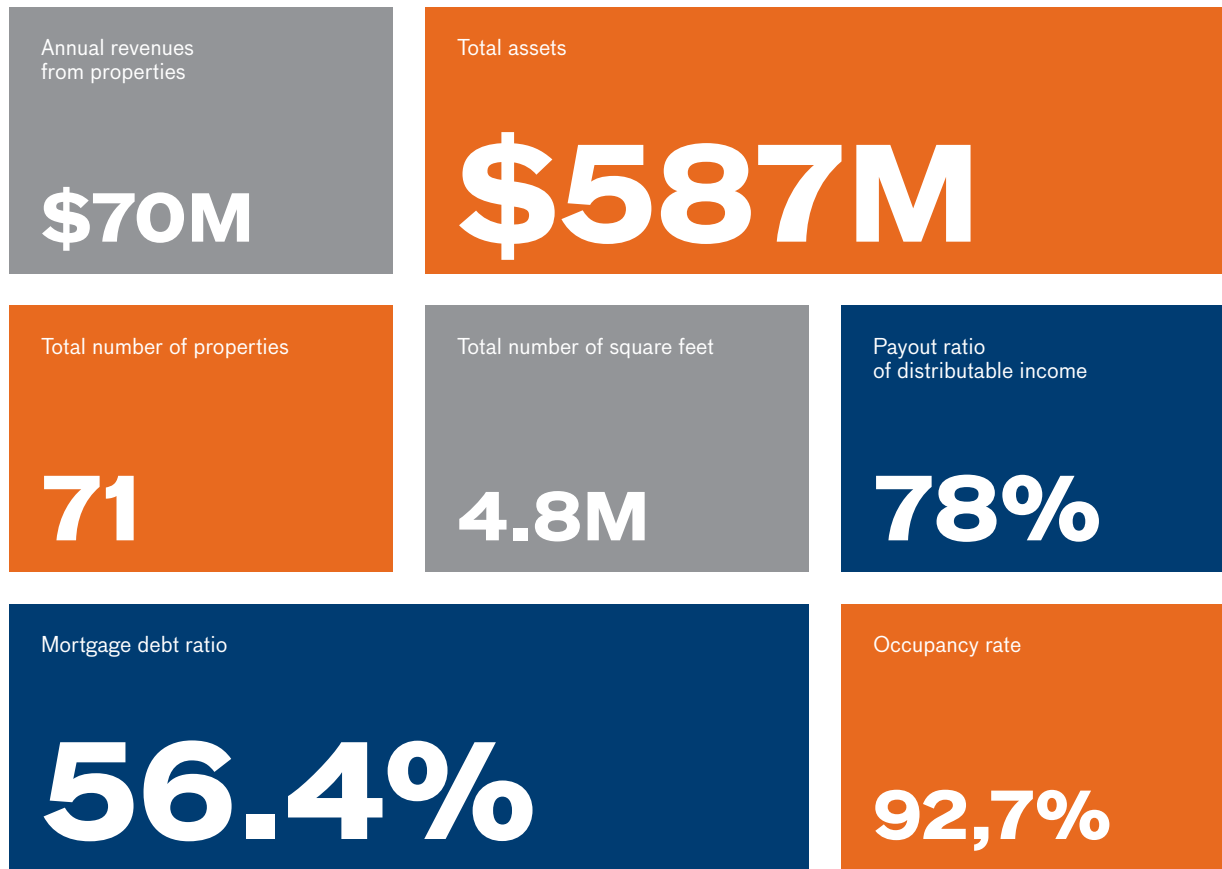 Annual revenues
from properties
$70M
Total assets
$587M
Total number of properties
71
Total number of square feet
4.8M
Payout ratio
of distributable income
78%
Mortgage debt ratio
56.4%
Occupancy rate
92,7%